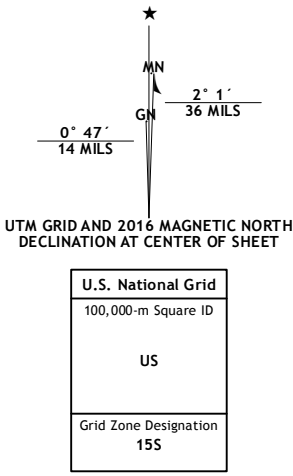 ★
MN
GN
2° 1´
36 MILS
0° 47´
14 MILS
UTM GRID AND 2016 MAGNETIC NORTH
DECLINATION AT CENTER OF SHEET
U.S. National Grid
100,000-m Square ID
US
Grid Zone Designation
15S